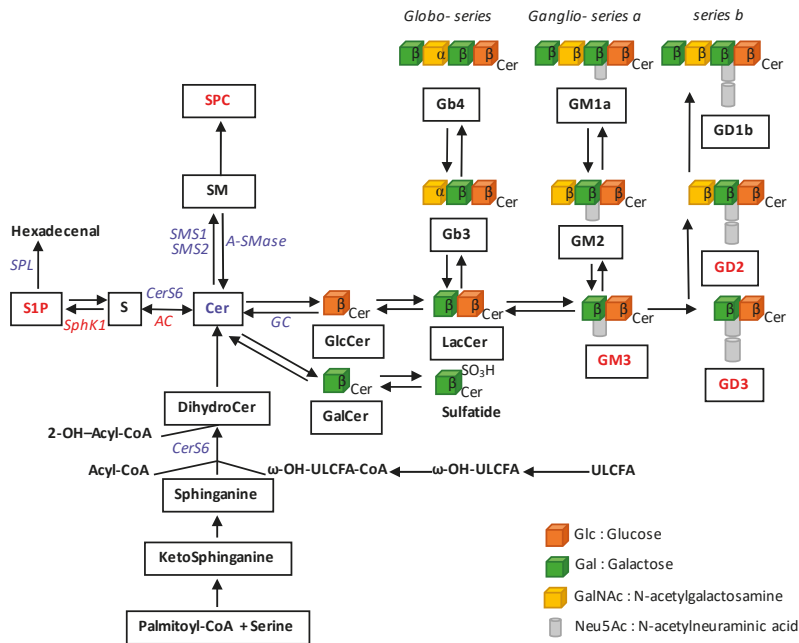 Globo- series
Ganglio- series a
series b
β α β β Cer
β β β β Cer
β β β β Cer
SPC
Gb4
GM1a
GD1b
SM
α β β Cer
β β β Cer
β β β Cer
Hexadecenal
SMS1
SMS2
A-SMase
Gb3
GM2
GD2
SPL
S1P
S
CerS6
Cer
SphK1
AC
GC
β Cer
β β Cer
β β Cer
β β Cer
GlcCer
LacCer
GM3
GD3
β Cer
β Cer
SO3H
GalCer
Sulfatide
DihydroCer
2-OH–Acyl-CoA
CerS6
Acyl-CoA
ω-OH-ULCFA-CoA
ω-OH-ULCFA
ULCFA
Sphinganine
KetoSphinganine
Palmitoyl-CoA + Serine
Glc : Glucose
Gal : Galactose
GalNAc : N-acetylgalactosamine
Neu5Ac : N-acetylneuraminic acid